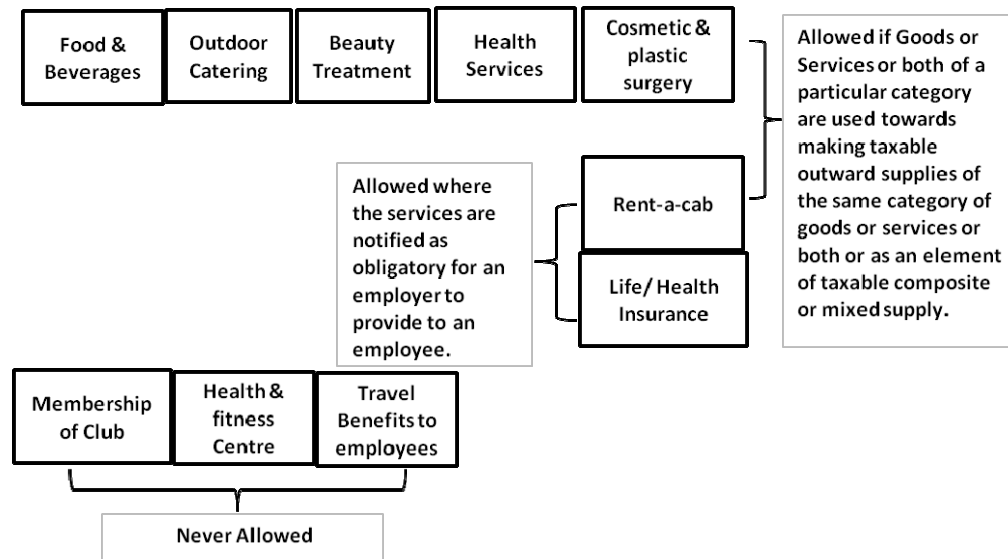 Food &
Beverages
Outdoor
Catering
Beauty
Treatment
Health
Services
Cosmetic &
plastic
surgery
Allowed if Goods or
Services or both of a
particular category
are used towards
making taxable
outward supplies of
the same category of
goods or services or
both or as an element
of taxable composite
or mixed supply.
Allowed where
the services are
notified as
obligatory for an
employer to
provide to an
employee.
Rent-a-cab
Life/ Health
Insurance
Membership
of Club
Health &
fitness
Centre
Travel
Benefits to
employees
Never Allowed